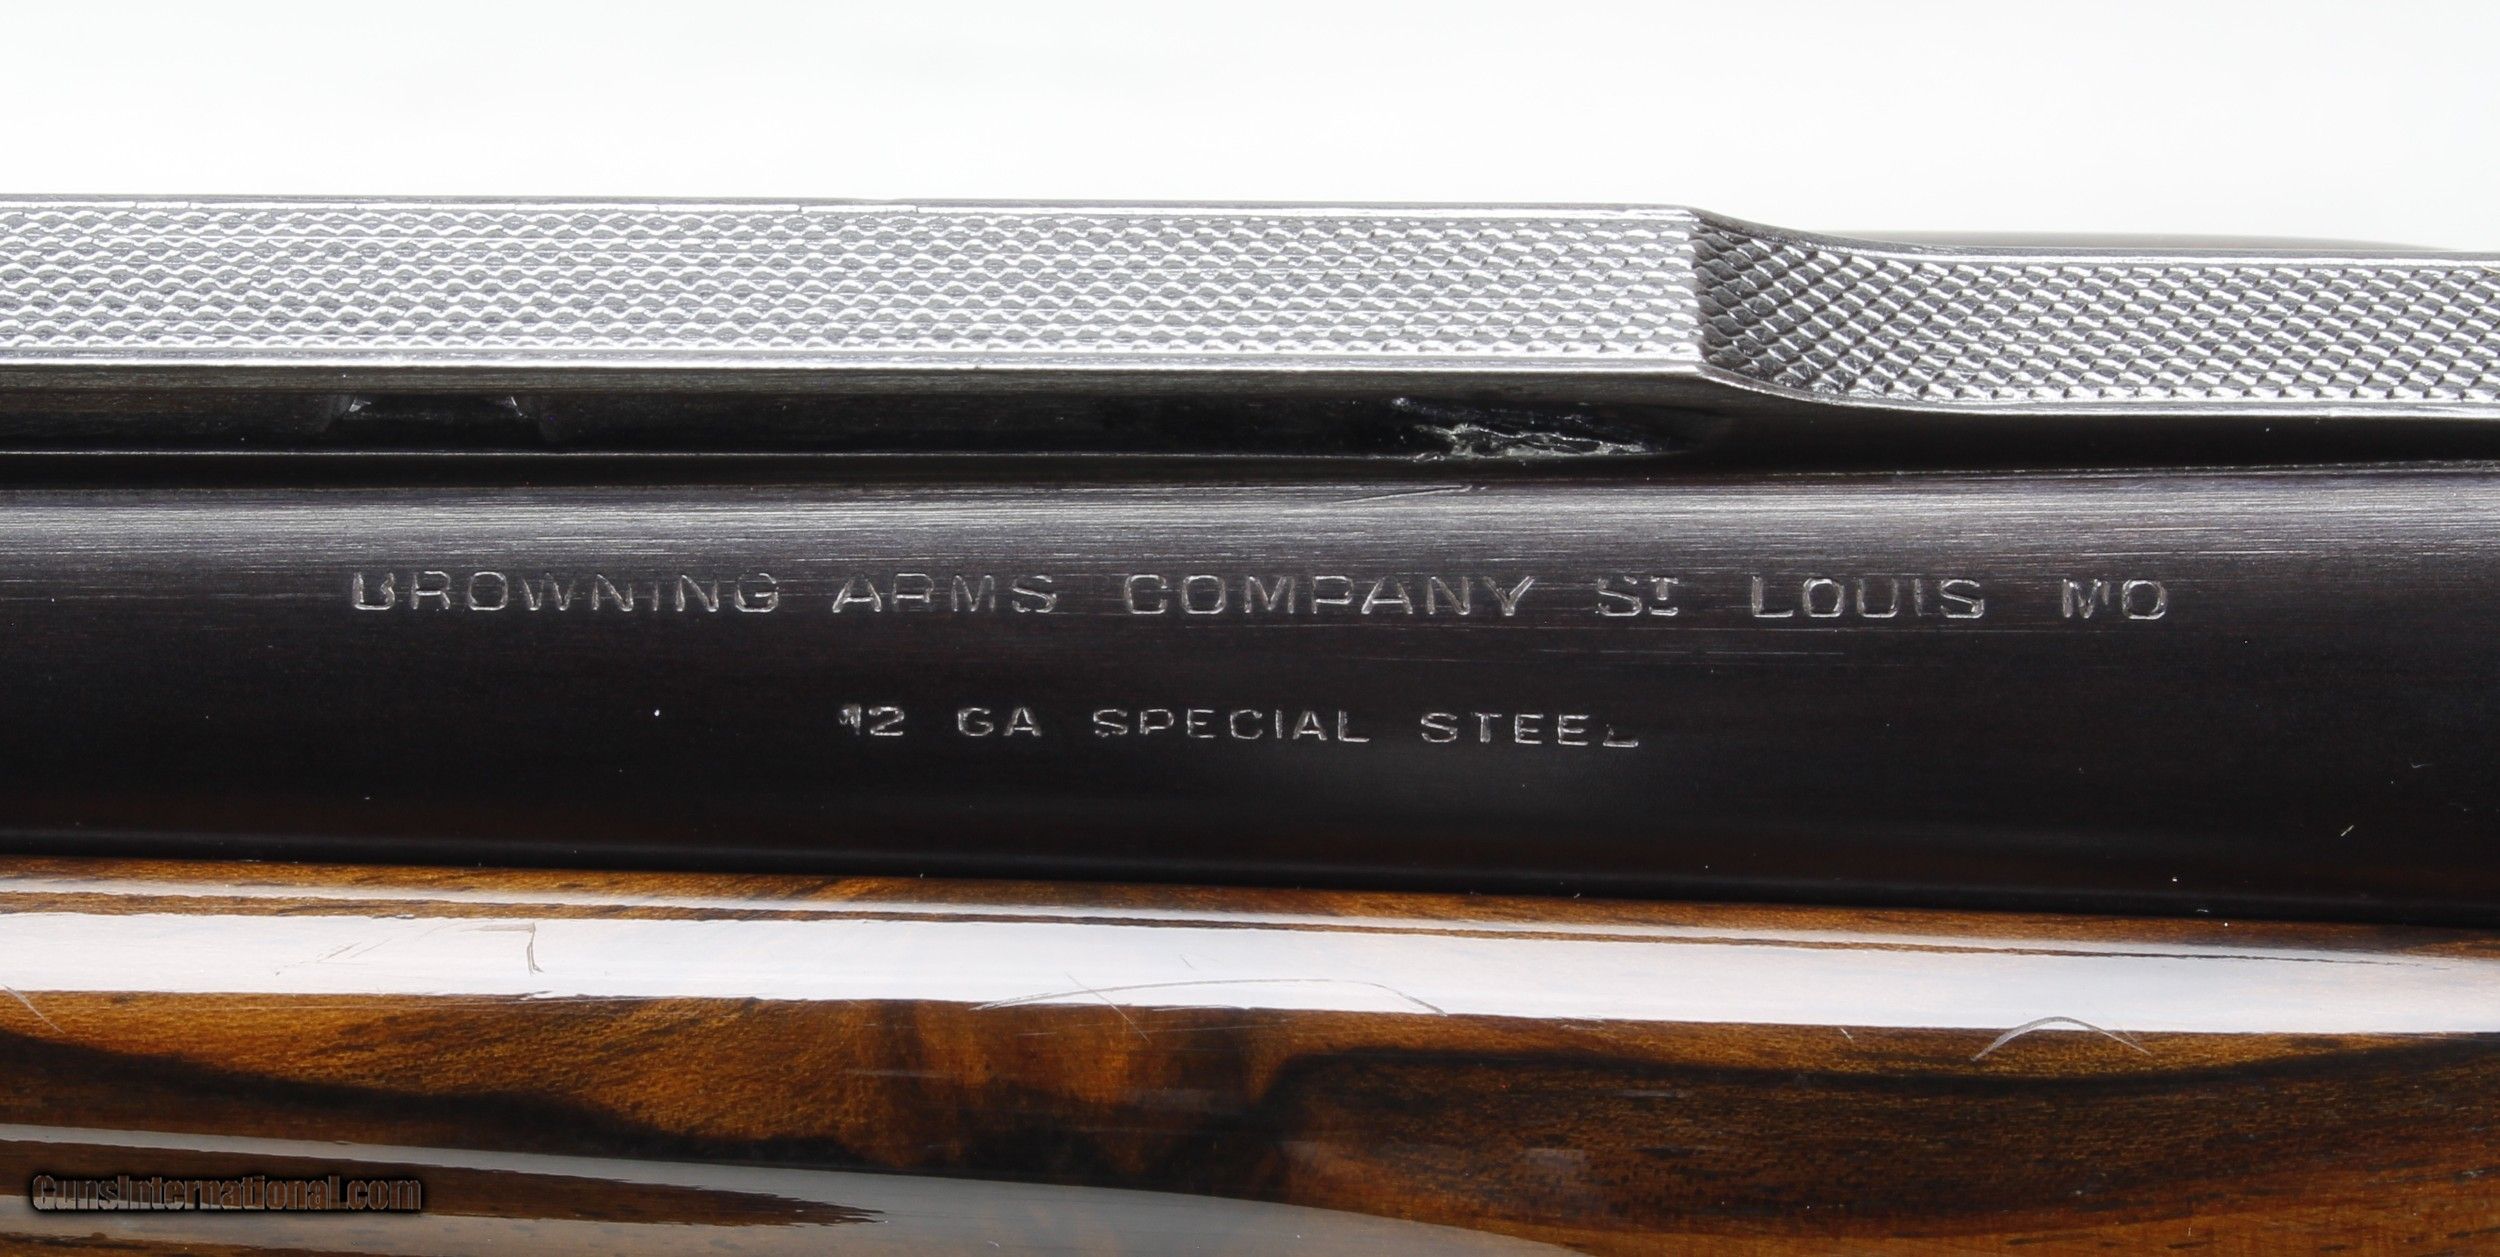 BROWNING ARMS COMPANY ST LOUIS MO
12 GA SPECIAL STEEL
GunsInternational.com